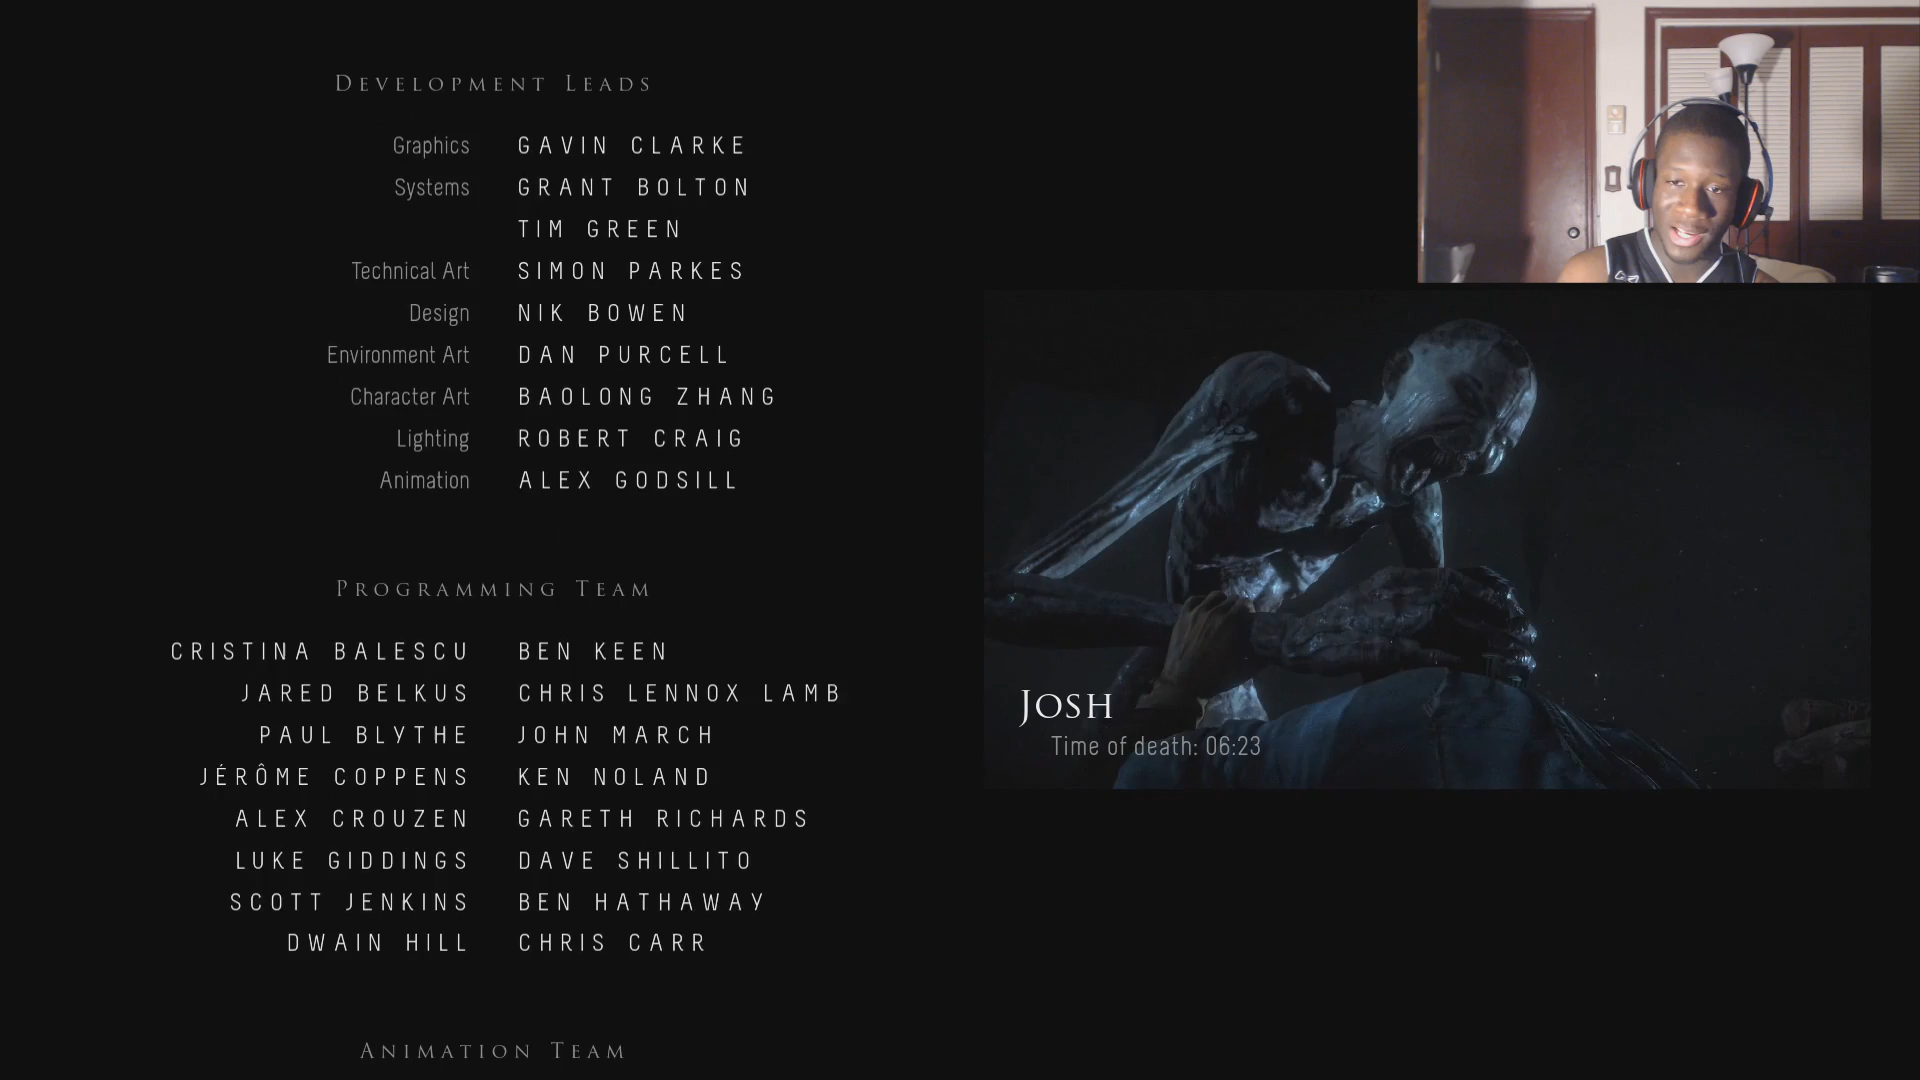 DEVELOPMENT LEADS
Graphics GAVIN CLARKE
Systems GRANT BOLTON
TIM GREEN
Technical Art SIMON PARKES
Design NIK BOWEN
Environment Art DAN PURCELL
Character Art BAOLONG ZHANG
Lighting ROBERT CRAIG
Animation ALEX GODSILL
PROGRAMMING TEAM
CRISTINA BALESCU BEN KEEN
JARED BELKUS CHRIS LENNOX LAMB
PAUL BLYTHE JOHN MARCH
JÉRÔME COPPENS KEN NOLAND
ALEX CROUZEN GARETH RICHARDS
LUKE GIDDINGS DAVE SHILLITO
SCOTT JENKINS BEN HATHAWAY
DWAIN HILL CHRIS CARR
ANIMATION TEAM
JOSH
Time of death: 06:23